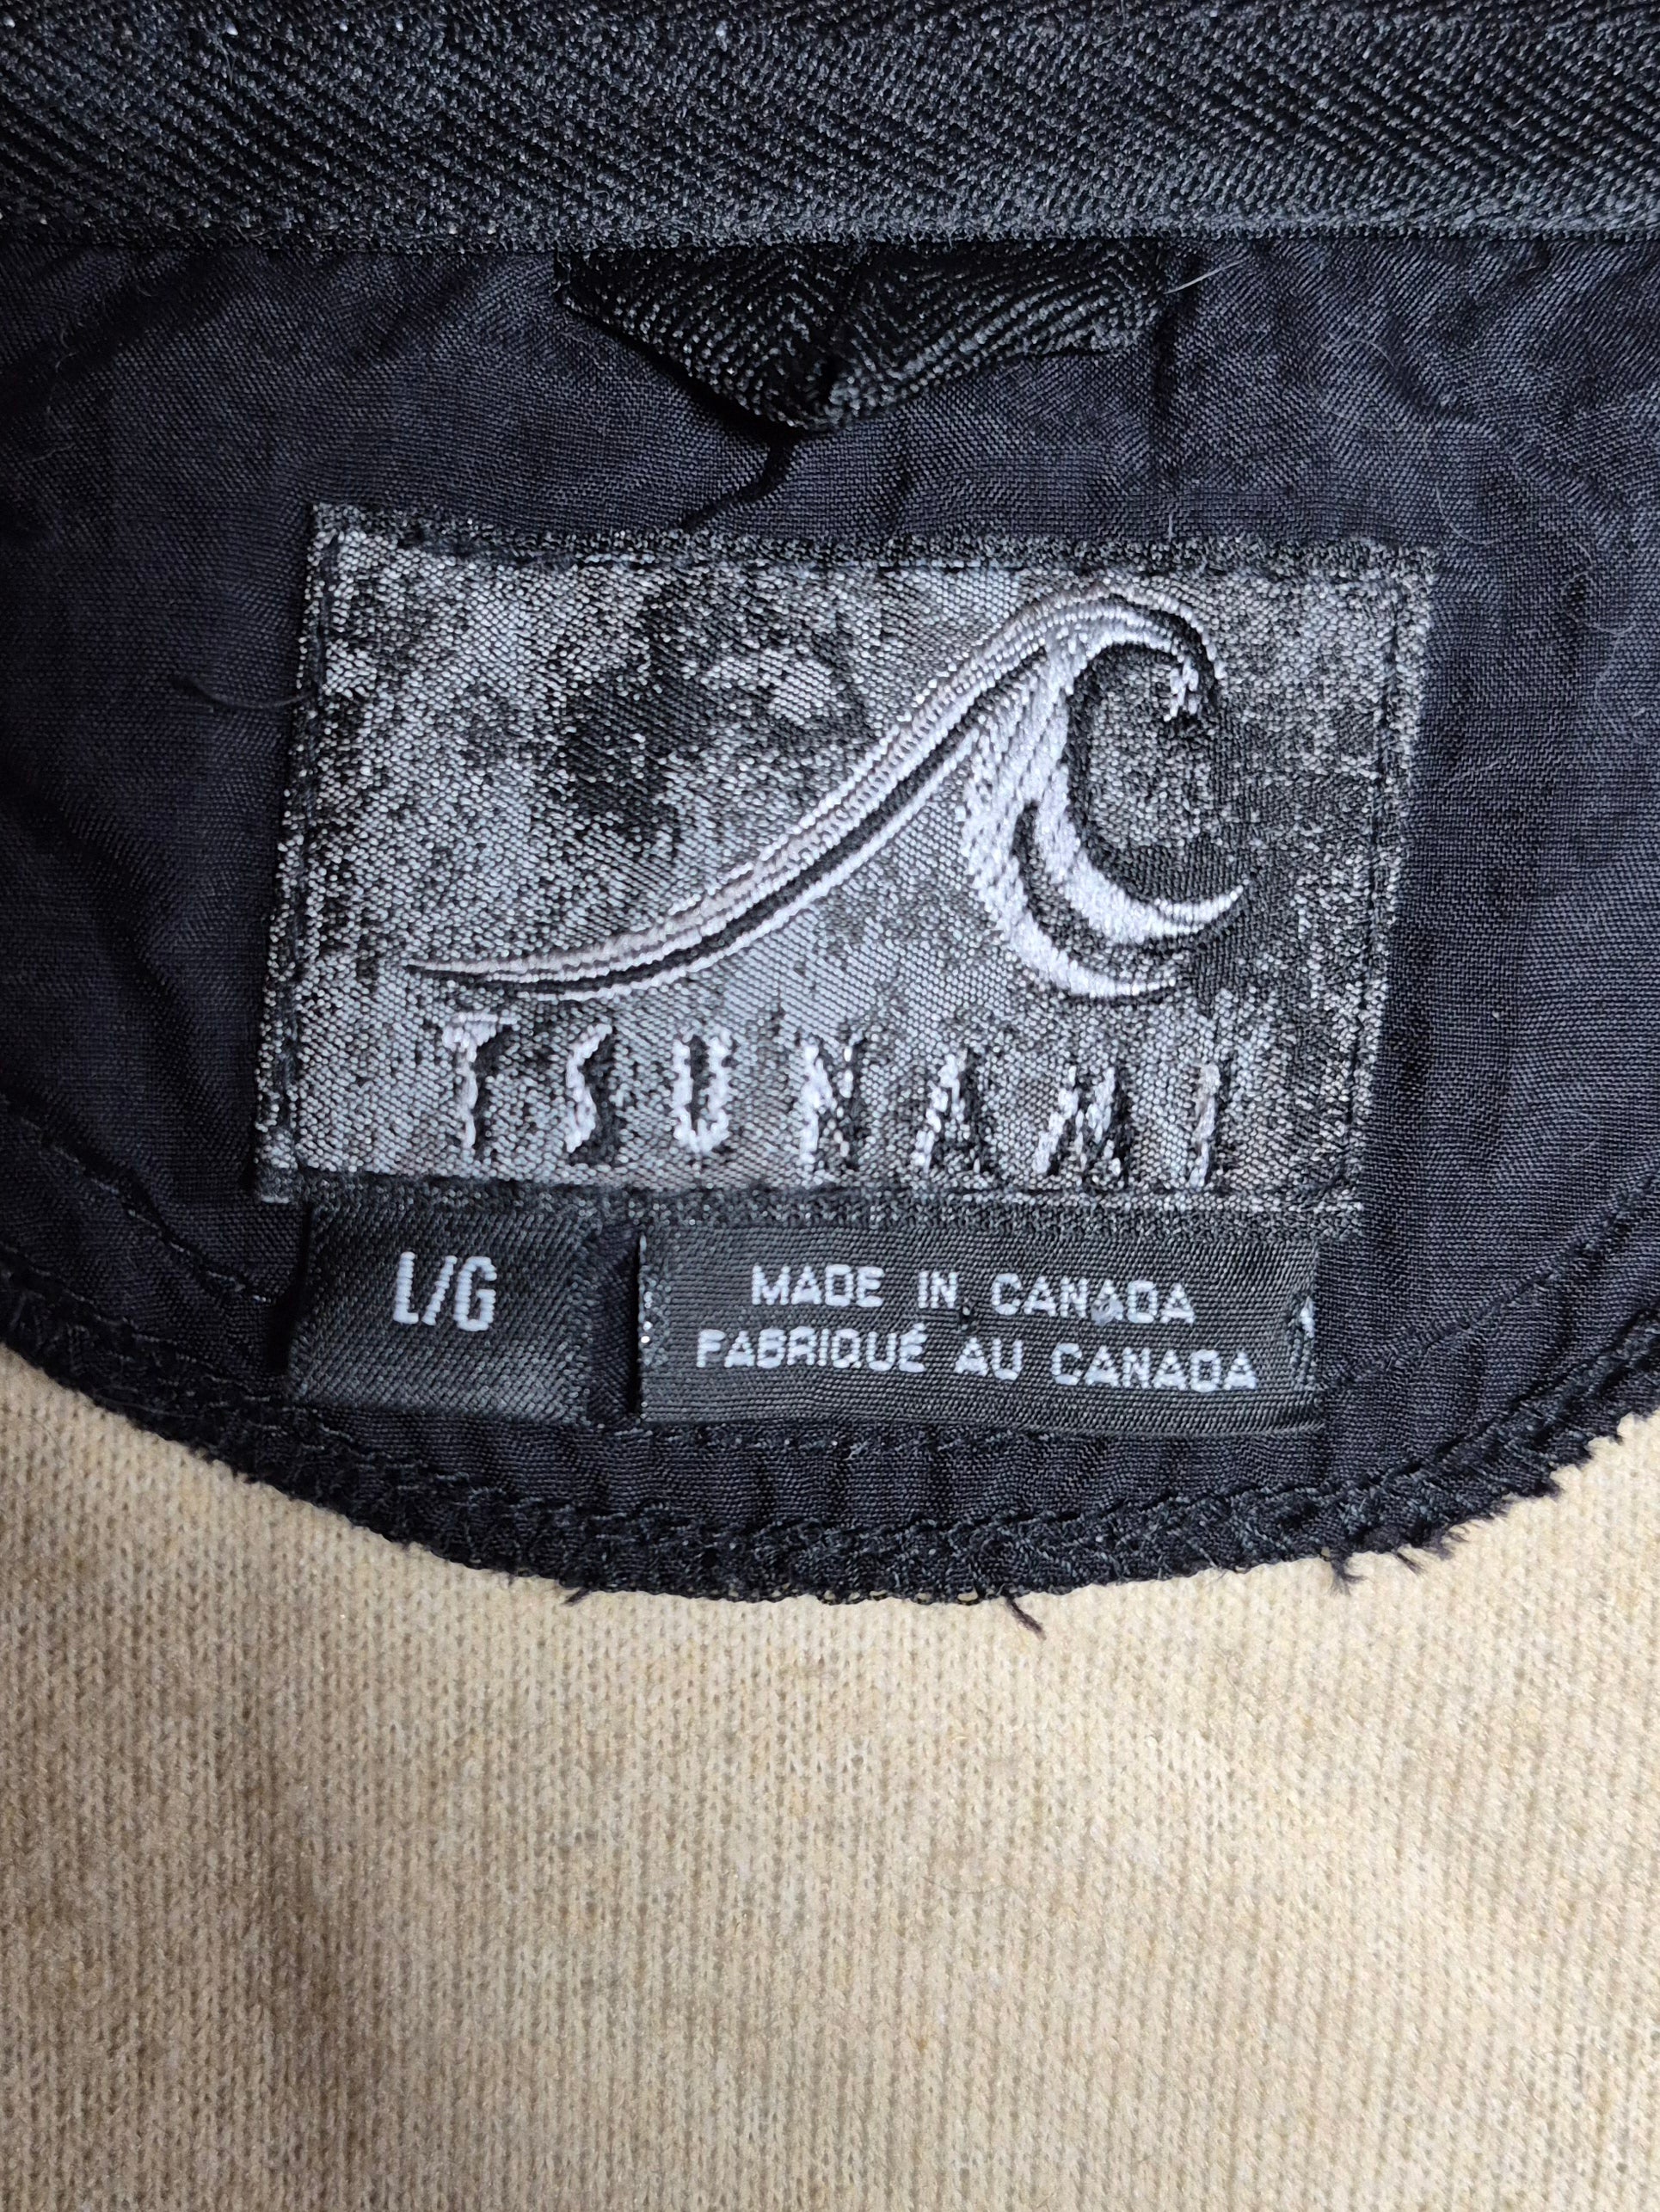 TSUNAMI
L/G
MADE IN CANADA
FABRIQUÉ AU CANADA